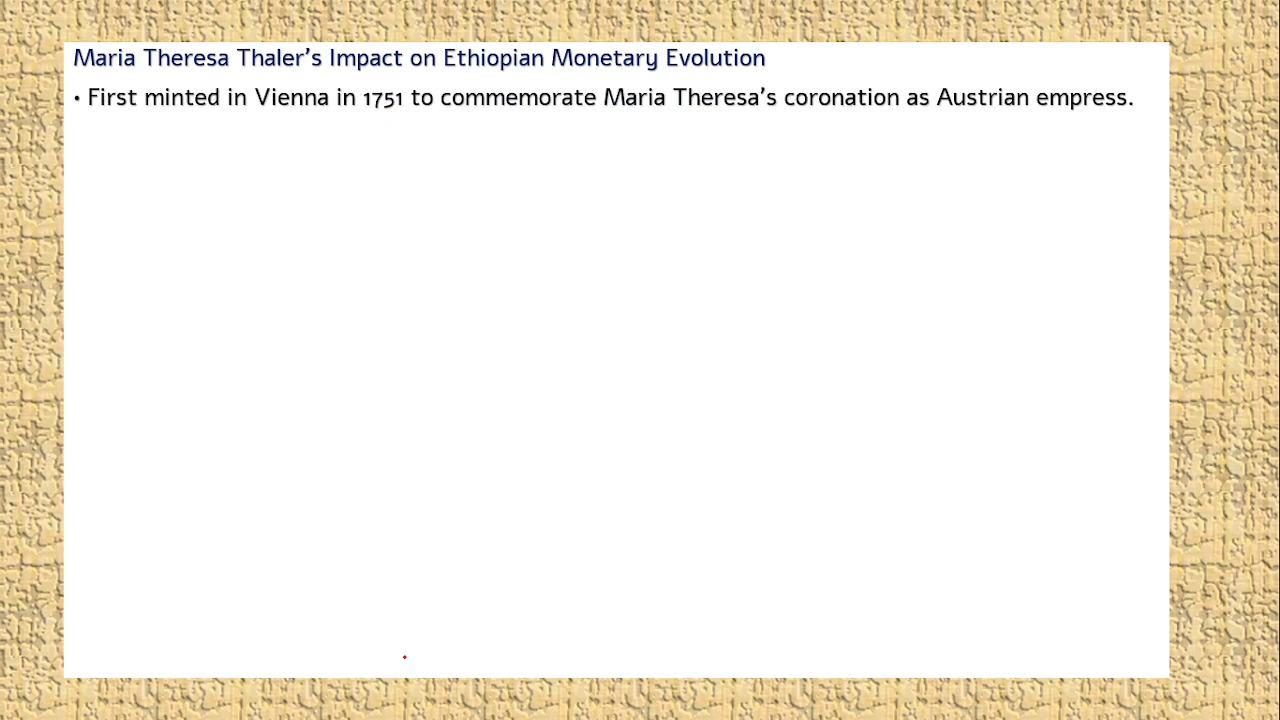 Maria Theresa Thaler's Impact on Ethiopian Monetary Evolution
• First minted in Vienna in 1751 to commemorate Maria Theresa's coronation as Austrian empress.